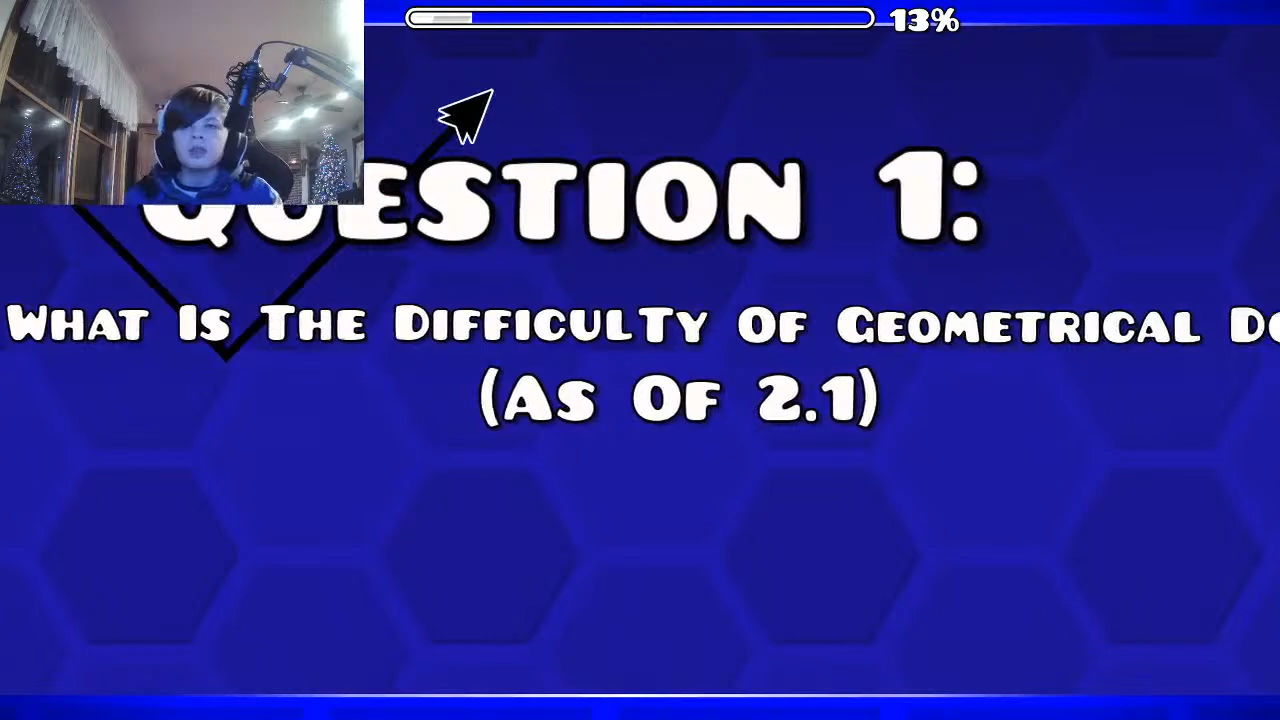 13%
QUESTION 1:
WHAT IS THE DIFFICULTY OF GEOMETRICAL
(AS OF 2.1)